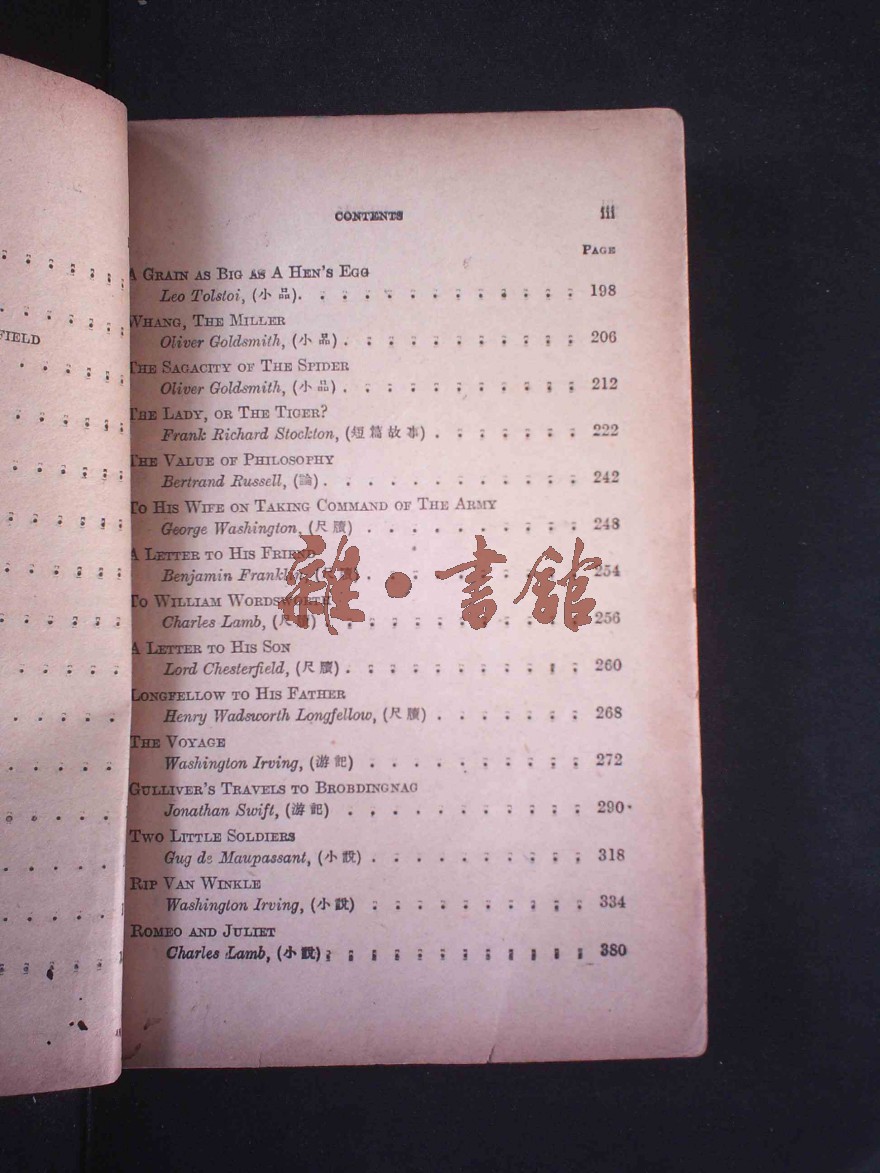 FIELD
CONTENTS iii
PAGE
A GRAIN AS BIG AS A HEN'S EGG
Leo Tolstoi, (小品). 198
WHANG, THE MILLER
Oliver Goldsmith, (小品). 206
THE SAGACITY OF THE SPIDER
Oliver Goldsmith, (小品). 212
THE LADY, OR THE TIGER?
Frank Richard Stockton, (短篇故事). 222
THE VALUE OF PHILOSOPHY
Bertrand Russell, (論). 242
TO HIS WIFE ON TAKING COMMAND OF THE ARMY
George Washington, (尺牘) 248
A LETTER TO HIS FRIEND
Benjamin Franklin, (尺牘). 254
TO WILLIAM WORDSWORTH
Charles Lamb, (尺牘) 256
A LETTER TO HIS SON
Lord Chesterfield, (尺牘). 260
LONGFELLOW TO HIS FATHER
Henry Wadsworth Longfellow, (尺牘) 268
THE VOYAGE
Washington Irving, (游記) 272
GULLIVER'S TRAVELS TO BROBDINGNAG
Jonathan Swift, (游記) 290
TWO LITTLE SOLDIERS
Gug de Maupassant, (小說) 318
RIP VAN WINKLE
Washington Irving, (小說) 334
ROMEO AND JULIET
Charles Lamb, (小說) 380
雜·書館